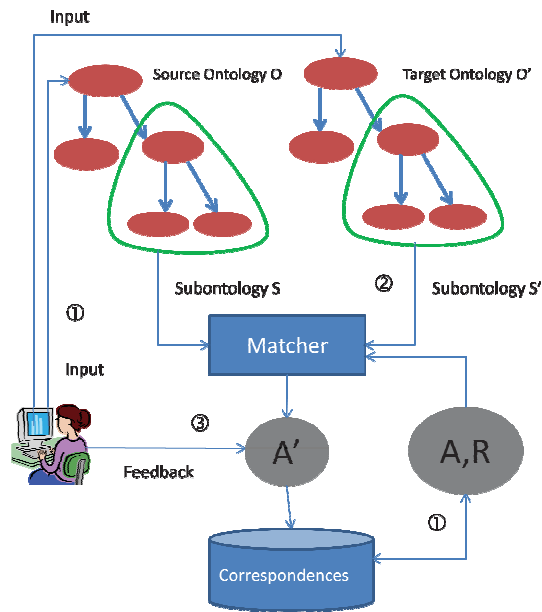 Input
Source Ontology O
Target Ontology O’
Subontology S
②
Subontology S’
①
Matcher
Input
③
A’
A,R
Feedback
①
Correspondences